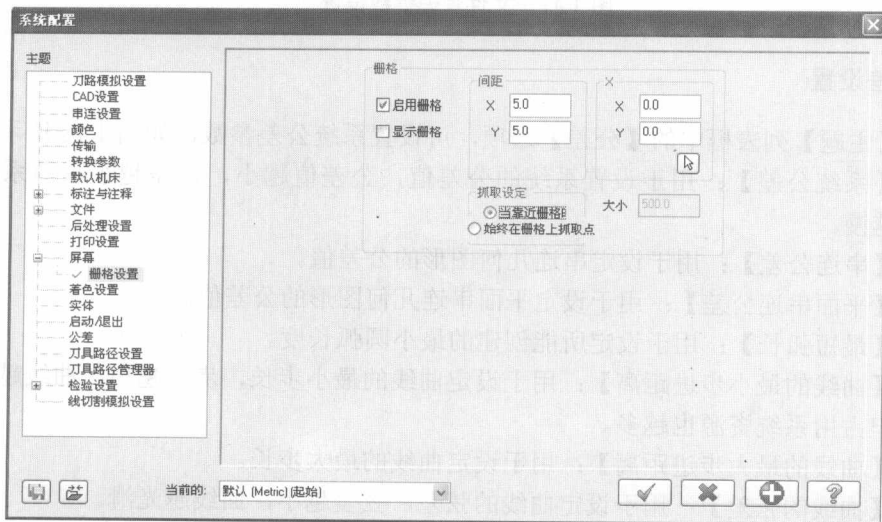 系统配置
主题
刀路模拟设置
CAD设置
串连设置
颜色
传输
转换参数
默认机床
标注与注释
文件
后处理设置
打印设置
屏幕
栅格设置
着色设置
实体
启动/退出
公差
刀具路径设置
刀具路径管理器
检验设置
线切割模拟设置
栅格
启用栅格
显示栅格
间距
X 5.0
Y 5.0
X
X 0.0
Y 0.0
抓取设定
当靠近栅格
始终在栅格上抓取点
大小 500.0
当前的: 默认 (Metric) (起始)